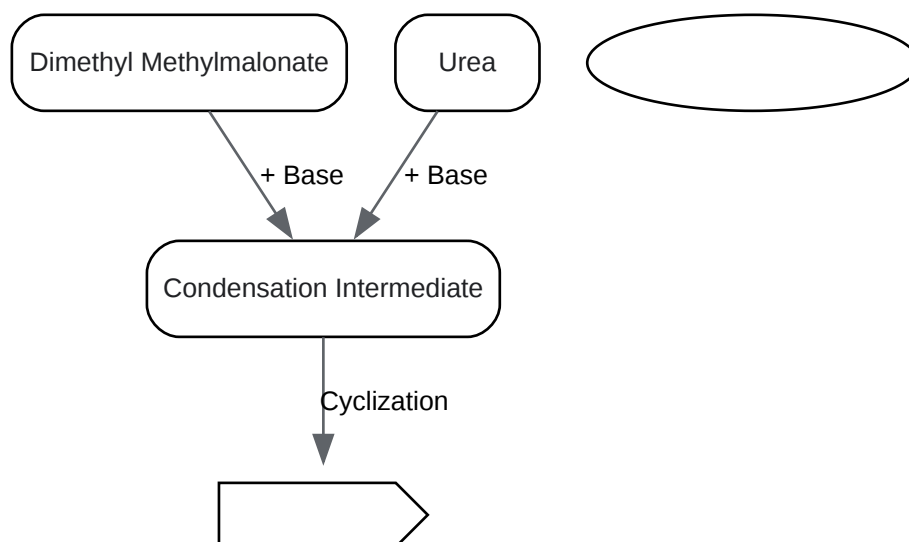 Dimethyl Methylmalonate
Urea
+ Base
+ Base
Condensation Intermediate
Cyclization